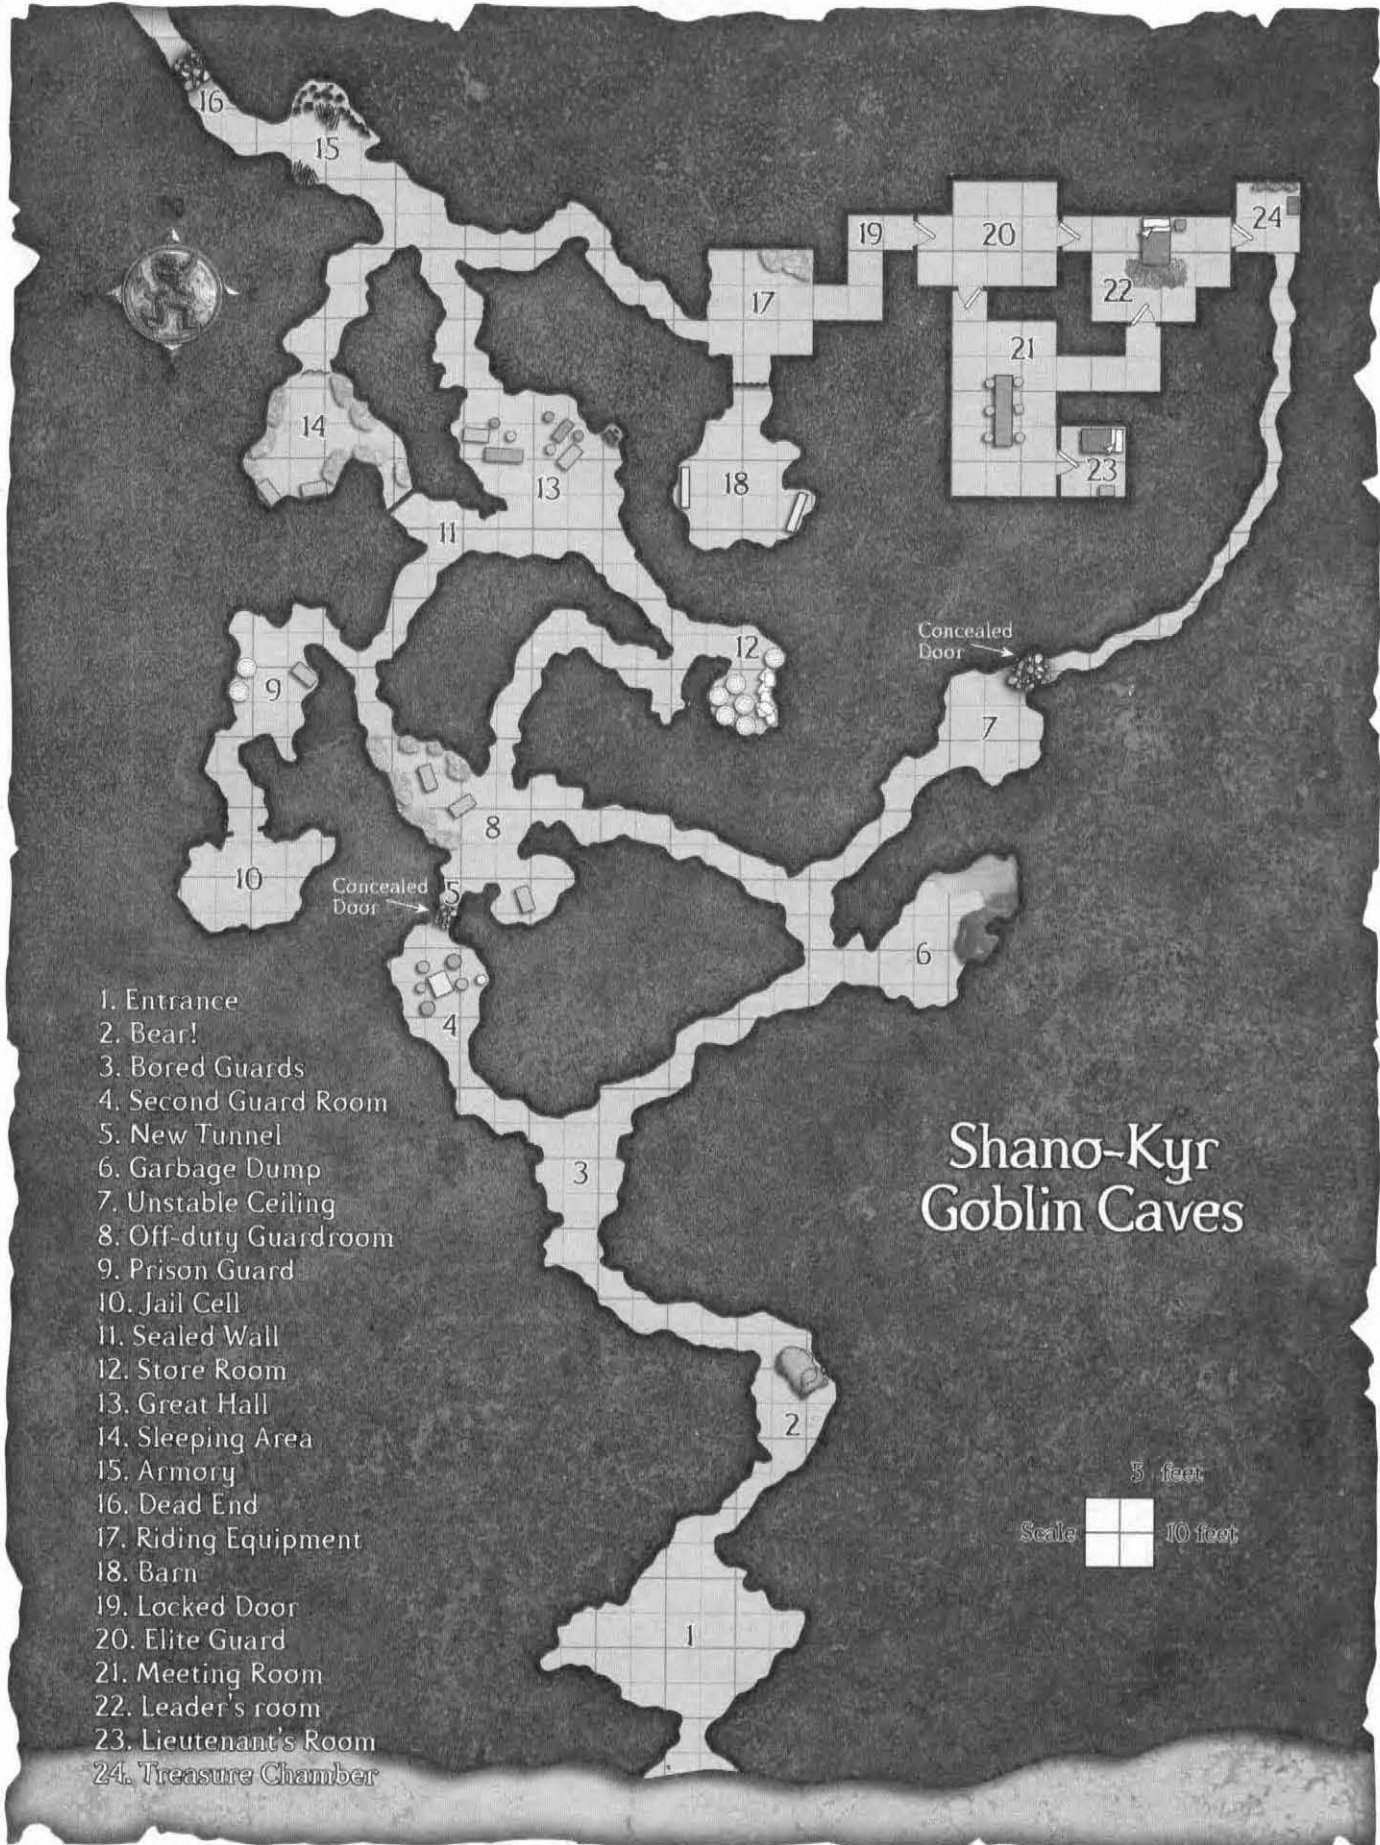 16
15
24
19
20
17
22
21
14
13
23
18
11
Concealed
Door
12
9
7
8
10
Concealed
Door
5
6
4
1. Entrance
2. Bear!
3. Bored Guards
4. Second Guard Room
5. New Tunnel
6. Garbage Dump
7. Unstable Ceiling
8. Off-duty Guardroom
9. Prison Guard
10. Jail Cell
11. Sealed Wall
12. Store Room
13. Great Hall
14. Sleeping Area
15. Armory
16. Dead End
17. Riding Equipment
18. Barn
19. Locked Door
20. Elite Guard
21. Meeting Room
22. Leader's room
23. Lieutenant's Room
24. Treasure Chamber
Shano-Kyr
Goblin Caves
3
2
5 feet
Scale
10 feet
1